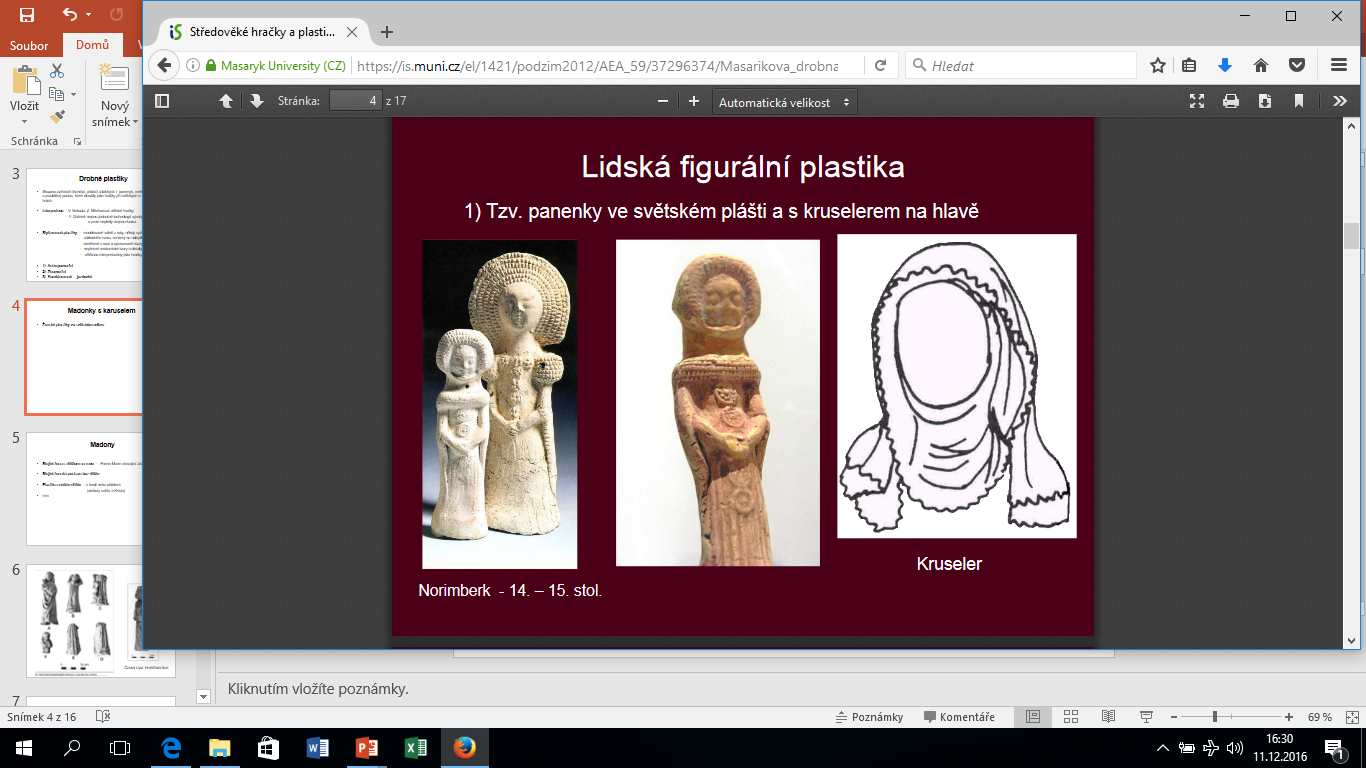 Středověké hračky a plasti...
Soubor
Domů
Masaryk University (CZ)
https://is.muni.cz/el/1421/podzim2012/AEA_59/37296374/Masarikova_drobna
Hledat
Vložit
Nový
snímek
Schránka
Stránka:
4
z 17
Automatická velikost
Lidská figurální plastika
1) Tzv. panenky ve světském plášti a s kruselerem na hlavě
Kruseler
Norimberk - 14. – 15. stol.
3
Drobné plastiky
4
Madonky s karuselem
5
Madony
6
7
Kliknutím vložíte poznámky.
Snímek 4 z 16
Poznámky
Komentáře
69 %
16:30
11.12.2016
1